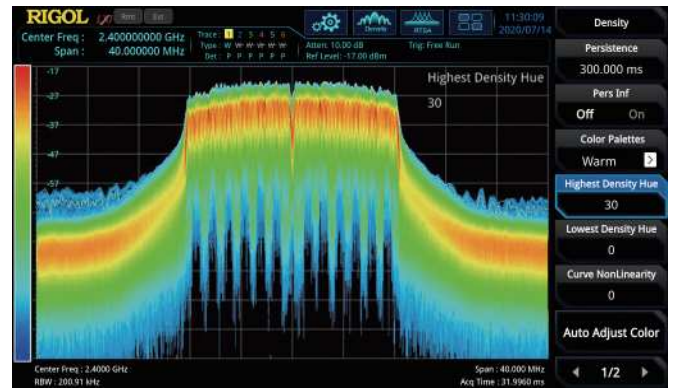 RIGOL
Rmt Ext
11:30:09
2020/07/14
Center Freq : 2.400000000 GHz
Span : 40.000000 MHz
Trace : 1 2 3 4 5 6
Type : W W W W W W
Det : P P P P P P
Density
RTSA
Atten: 10.00 dB
Ref Level: -17.00 dBm
Trig: Free Run
Density
Persistence
300.000 ms
Pers Inf
Off On
Color Palettes
Warm
Highest Density Hue
30
Lowest Density Hue
0
Curve NonLinearity
0
Auto Adjust Color
1/2
-17
Highest Density Hue
-27
30
-37
-47
-57
Center Freq : 2.4000 GHz
RBW : 200.91 kHz
Span : 40.000 MHz
Acq Time : 31.9960 ms